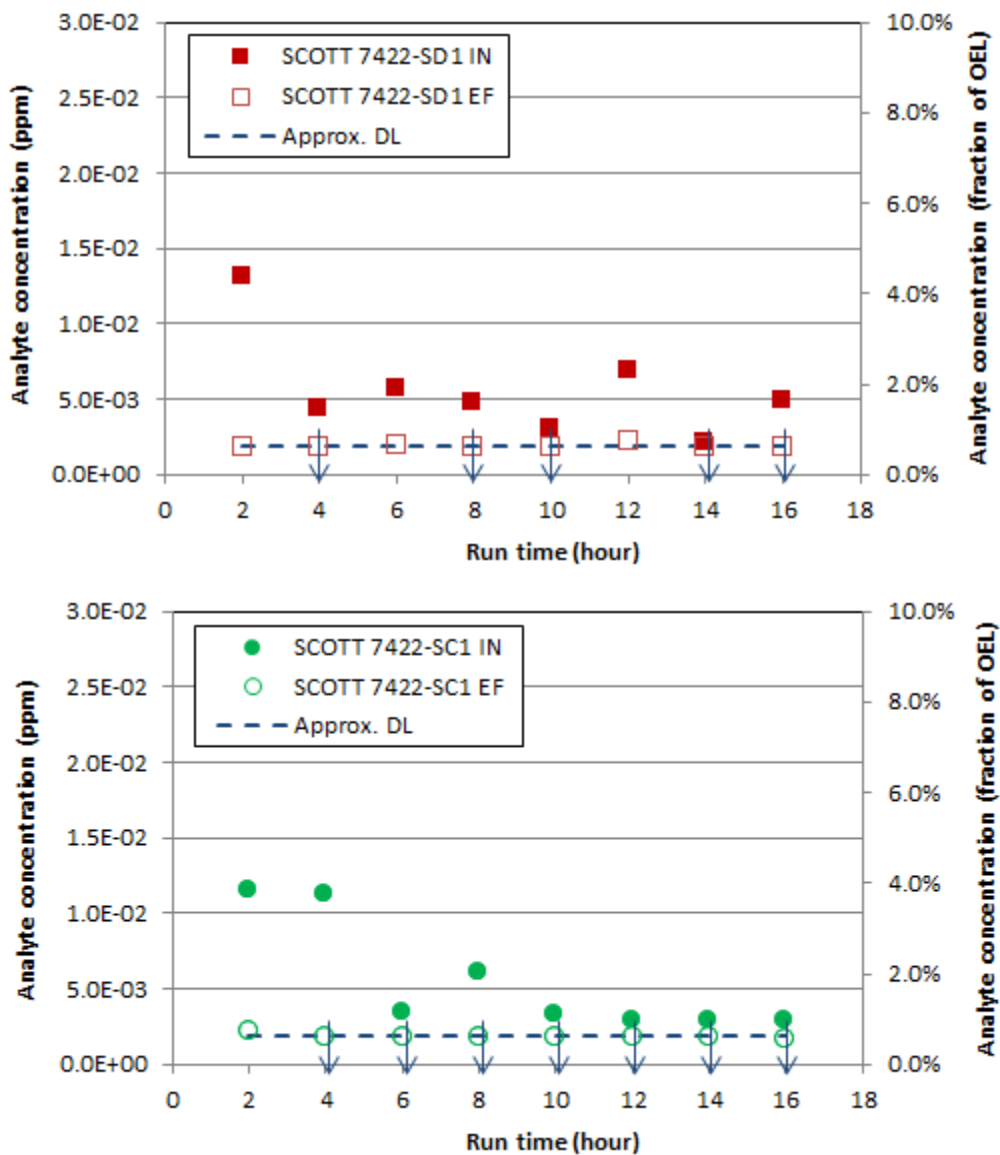 3.0E-02
2.5E-02
2.0E-02
1.5E-02
1.0E-02
5.0E-03
0.0E+00
Analyte concentration (ppm)
SCOTT 7422-SD1 IN
SCOTT 7422-SD1 EF
Approx. DL
10.0%
8.0%
6.0%
4.0%
2.0%
0.0%
Analyte concentration (fraction of OEL)
0 2 4 6 8 10 12 14 16 18
Run time (hour)
3.0E-02
2.5E-02
2.0E-02
1.5E-02
1.0E-02
5.0E-03
0.0E+00
Analyte concentration (ppm)
SCOTT 7422-SC1 IN
SCOTT 7422-SC1 EF
Approx. DL
10.0%
8.0%
6.0%
4.0%
2.0%
0.0%
Analyte concentration (fraction of OEL)
0 2 4 6 8 10 12 14 16 18
Run time (hour)